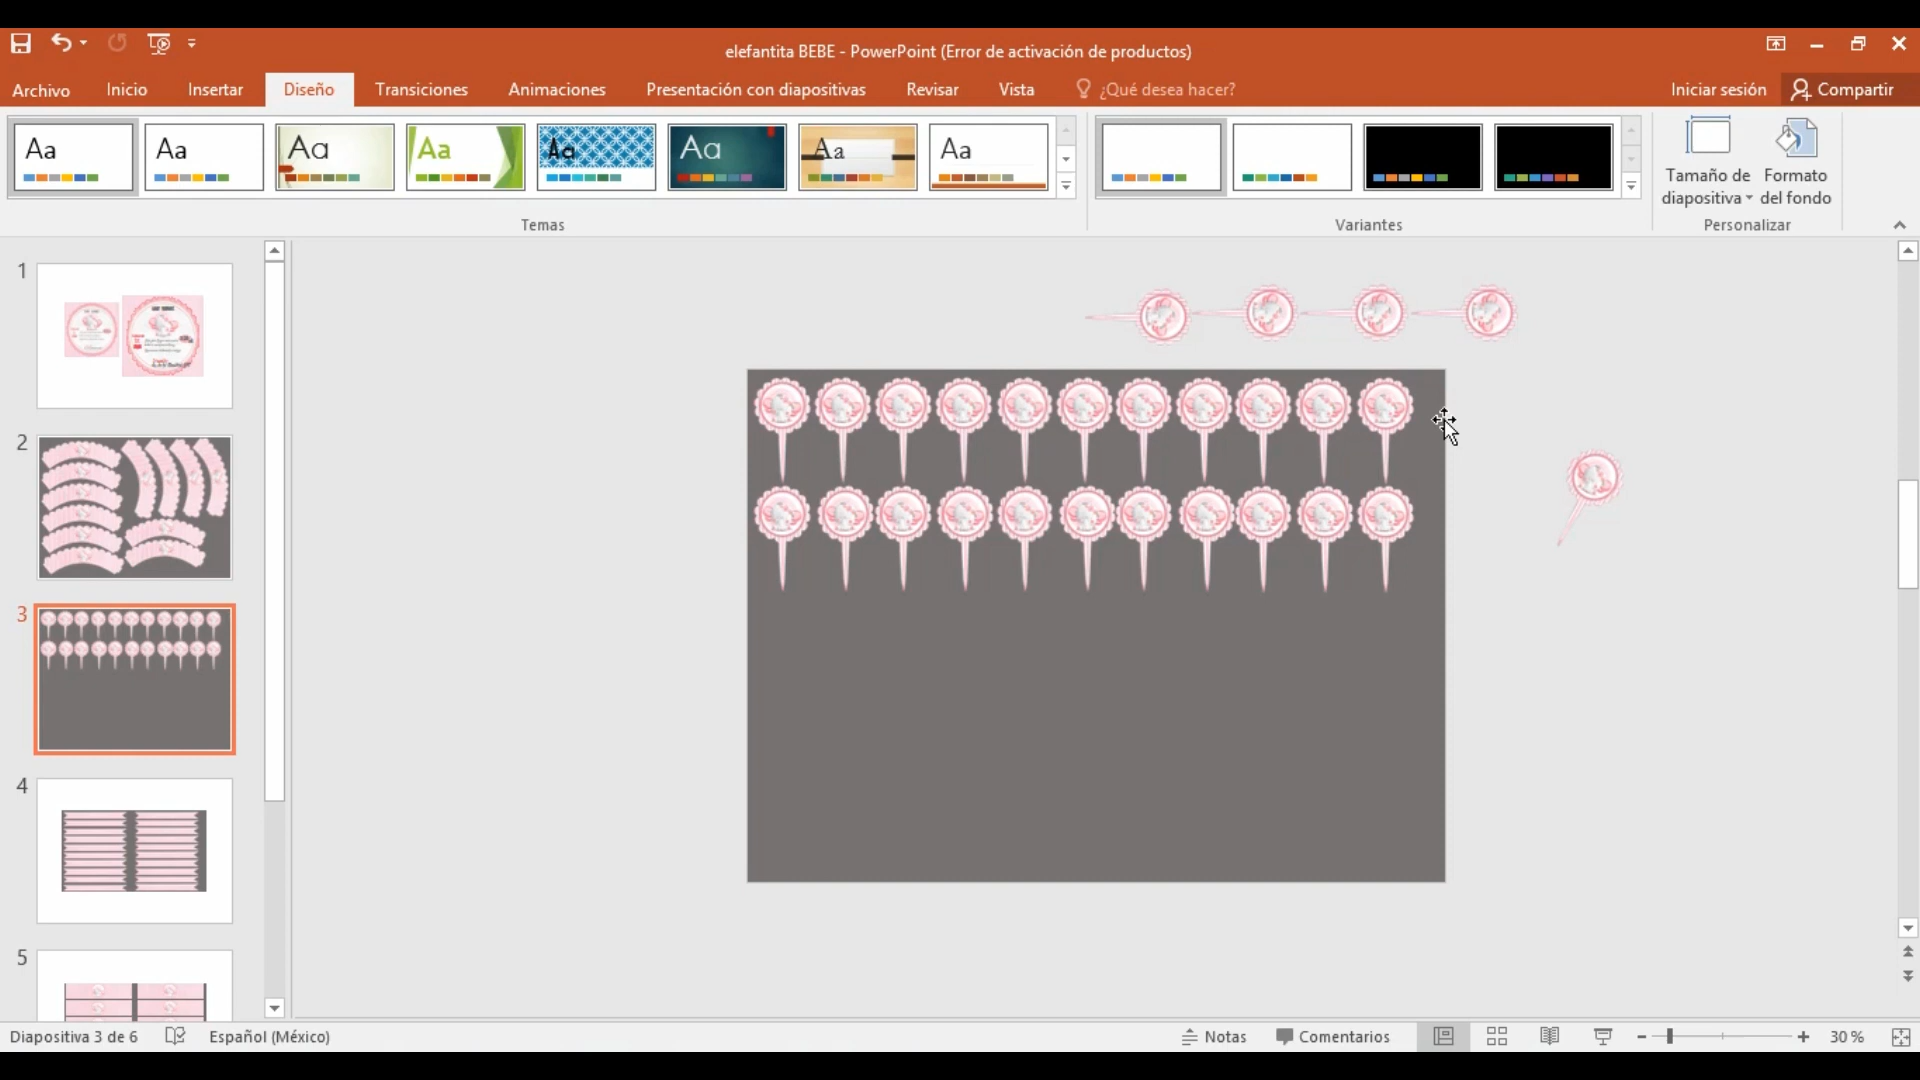 elefantita BEBE - PowerPoint (Error de activación de productos)
Archivo Inicio Insertar Diseño Transiciones Animaciones Presentación con diapositivas Revisar Vista ¿Qué desea hacer? Iniciar sesión Compartir
Aa Aa Aa Aa Aa Aa Aa Aa
Tamaño de diapositiva
Formato del fondo
Temas Variantes Personalizar
1
2
3
4
5
Diapositiva 3 de 6 Español (México) Notas Comentarios 30 %